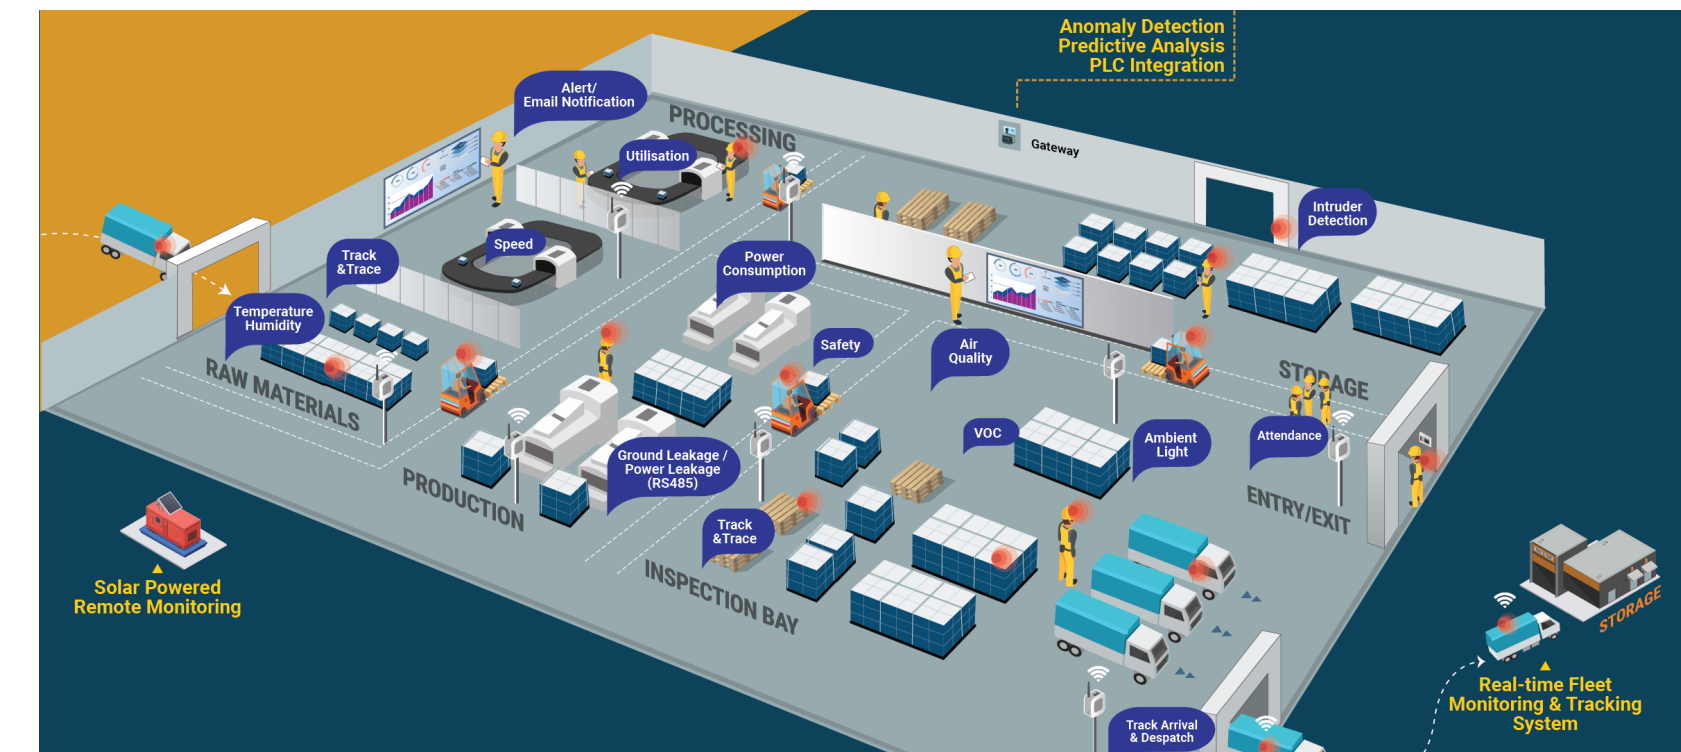 Anomaly Detection
Predictive Analysis
PLC Integration
Alert/
Email Notification
PROCESSING
Utilisation
Gateway
Intruder
Detection
Speed
Track
&Trace
Power
Consumption
Temperature
Humidity
Safety
Air
Quality
RAW MATERIALS
STORAGE
VOC
Ambient
Light
Attendance
Ground Leakage /
Power Leakage
(RS485)
PRODUCTION
ENTRY/EXIT
Track
&Trace
INSPECTION BAY
Solar Powered
Remote Monitoring
STORAGE
Real-time Fleet
Monitoring & Tracking
System
Track Arrival
& Despatch